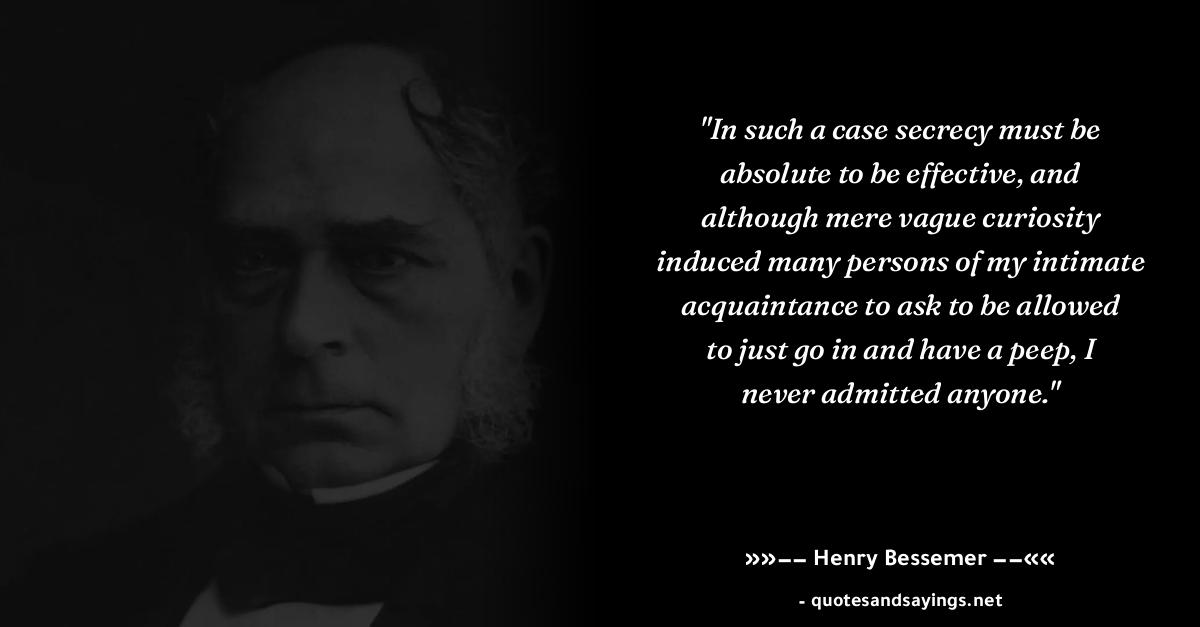 "In such a case secrecy must be
absolute to be effective, and
although mere vague curiosity
induced many persons of my intimate
acquaintance to ask to be allowed
to just go in and have a peep, I
never admitted anyone."
»»−− Henry Bessemer −−««
- quotesandsayings.net